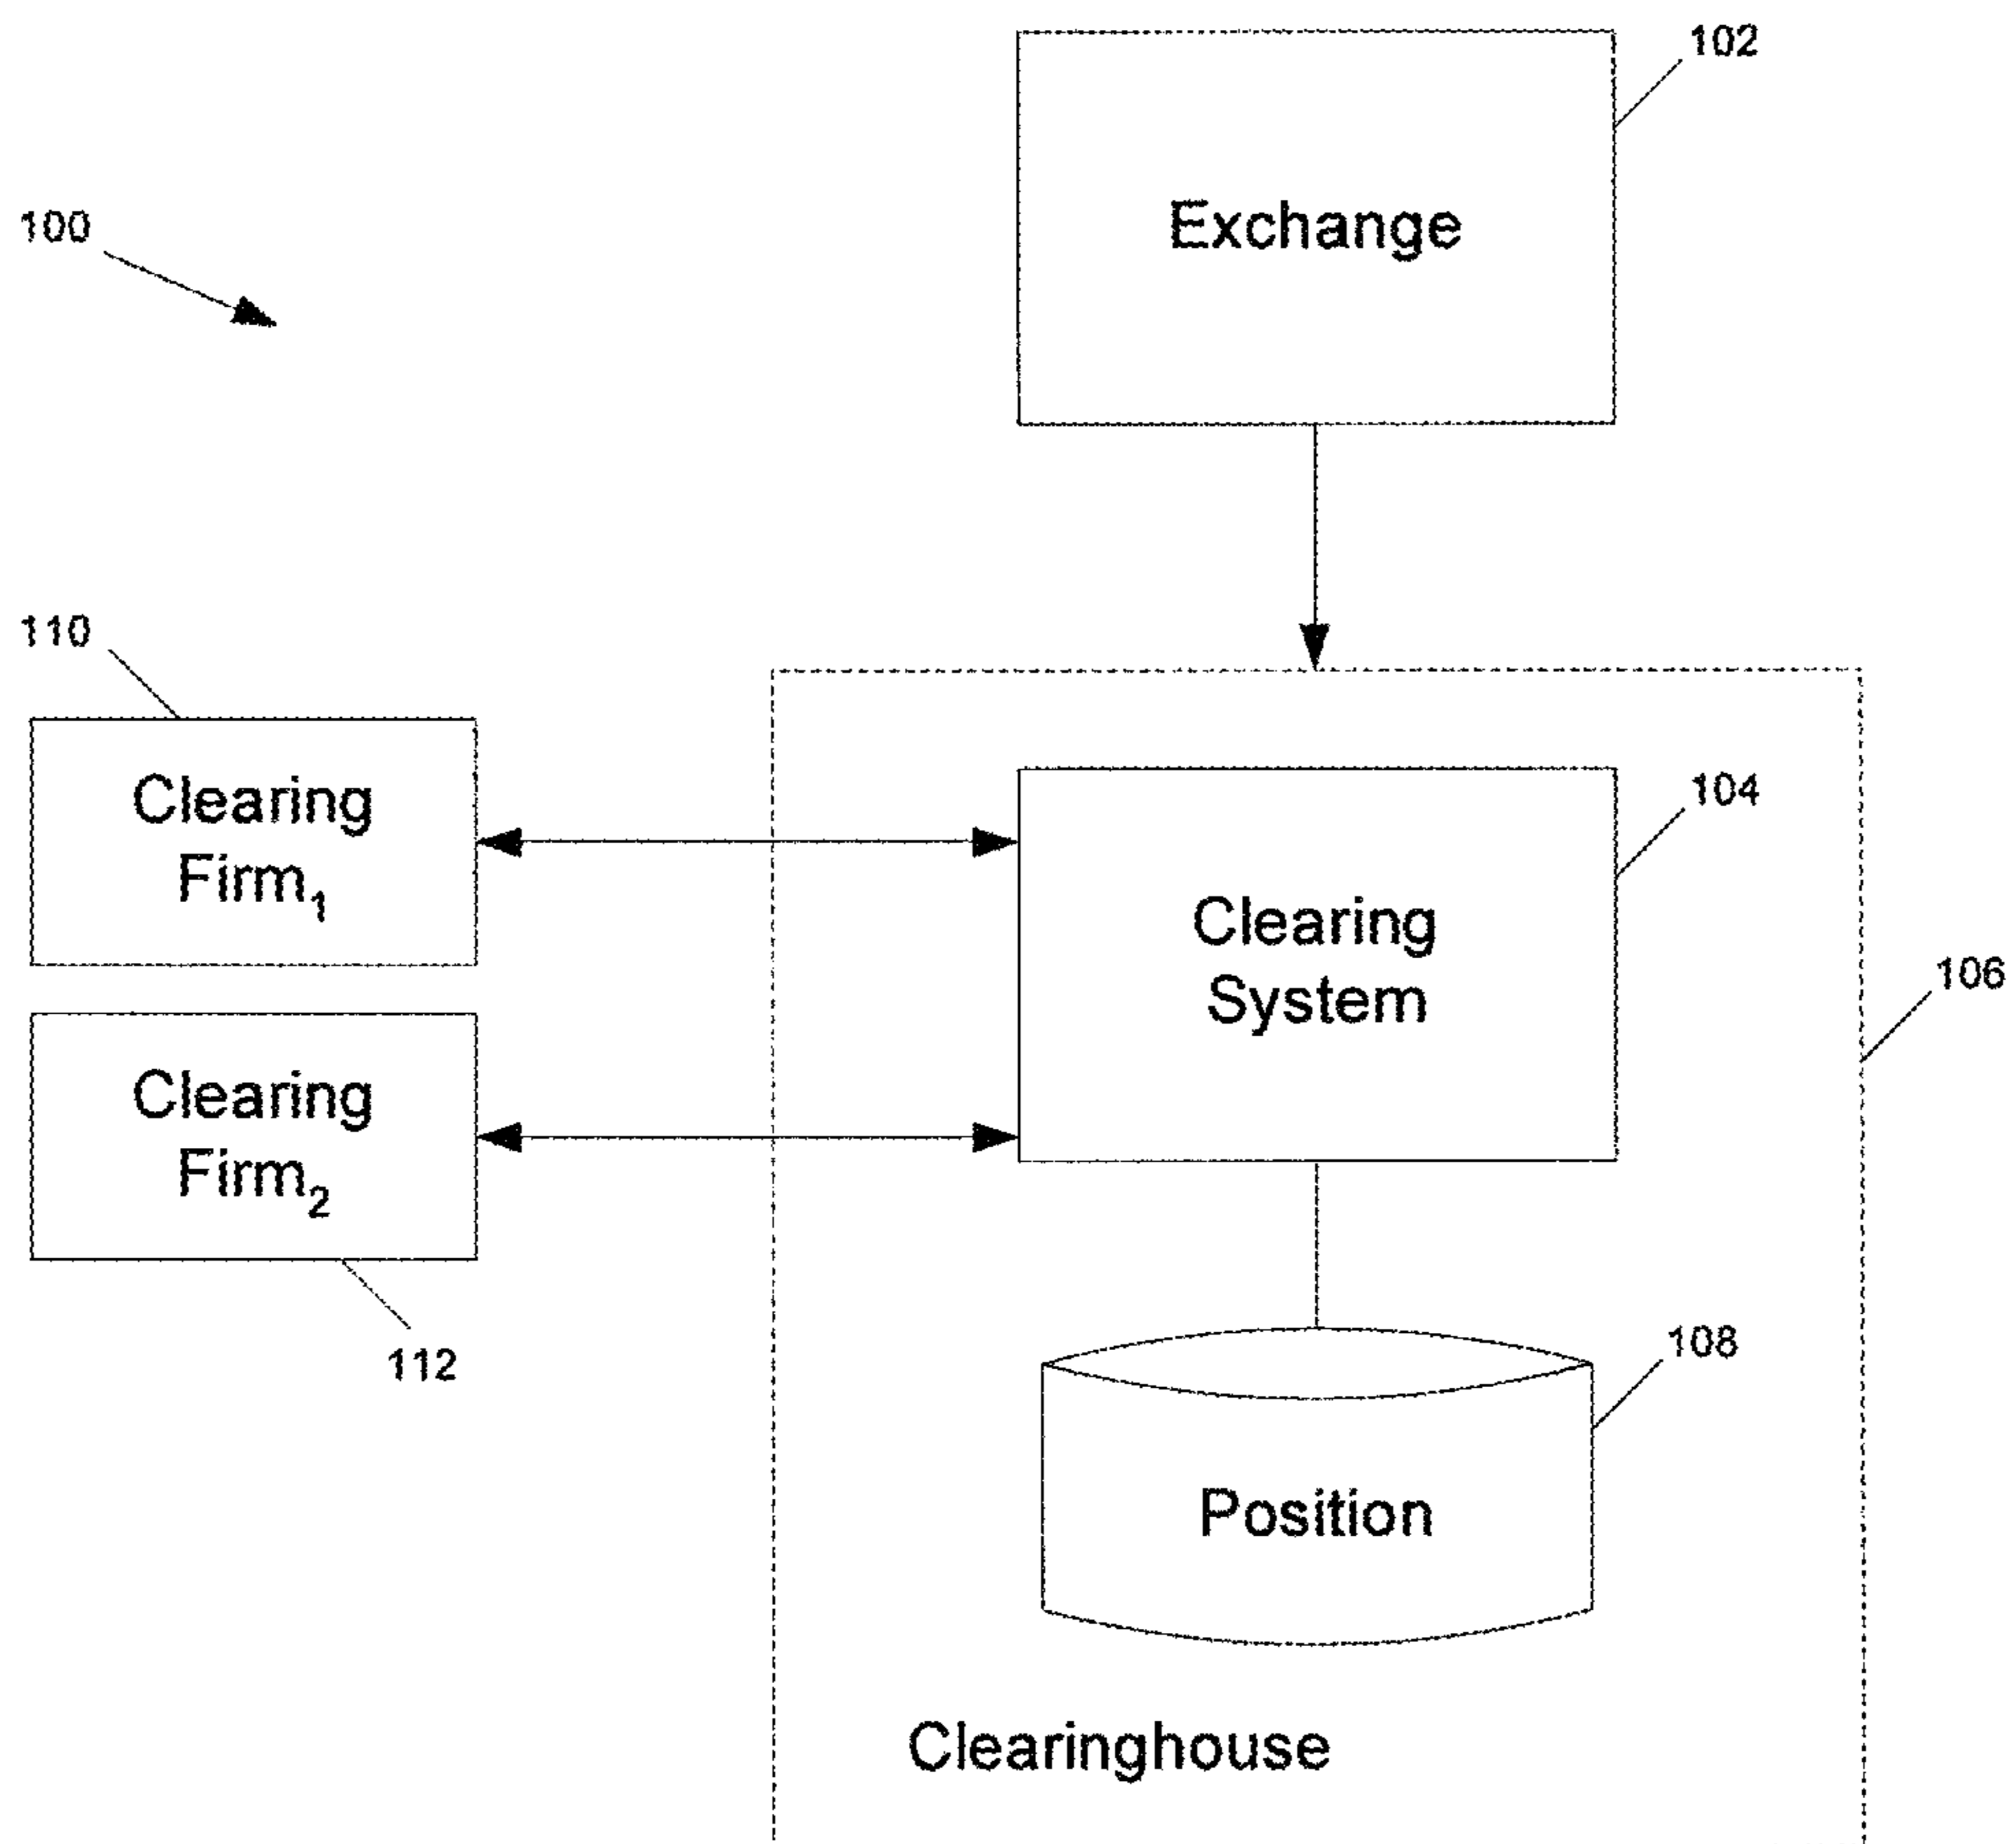 102
Exchange
100
110
Clearing
Firm₁
104
Clearing
System
106
Clearing
Firm₂
112
108
Position
Clearinghouse